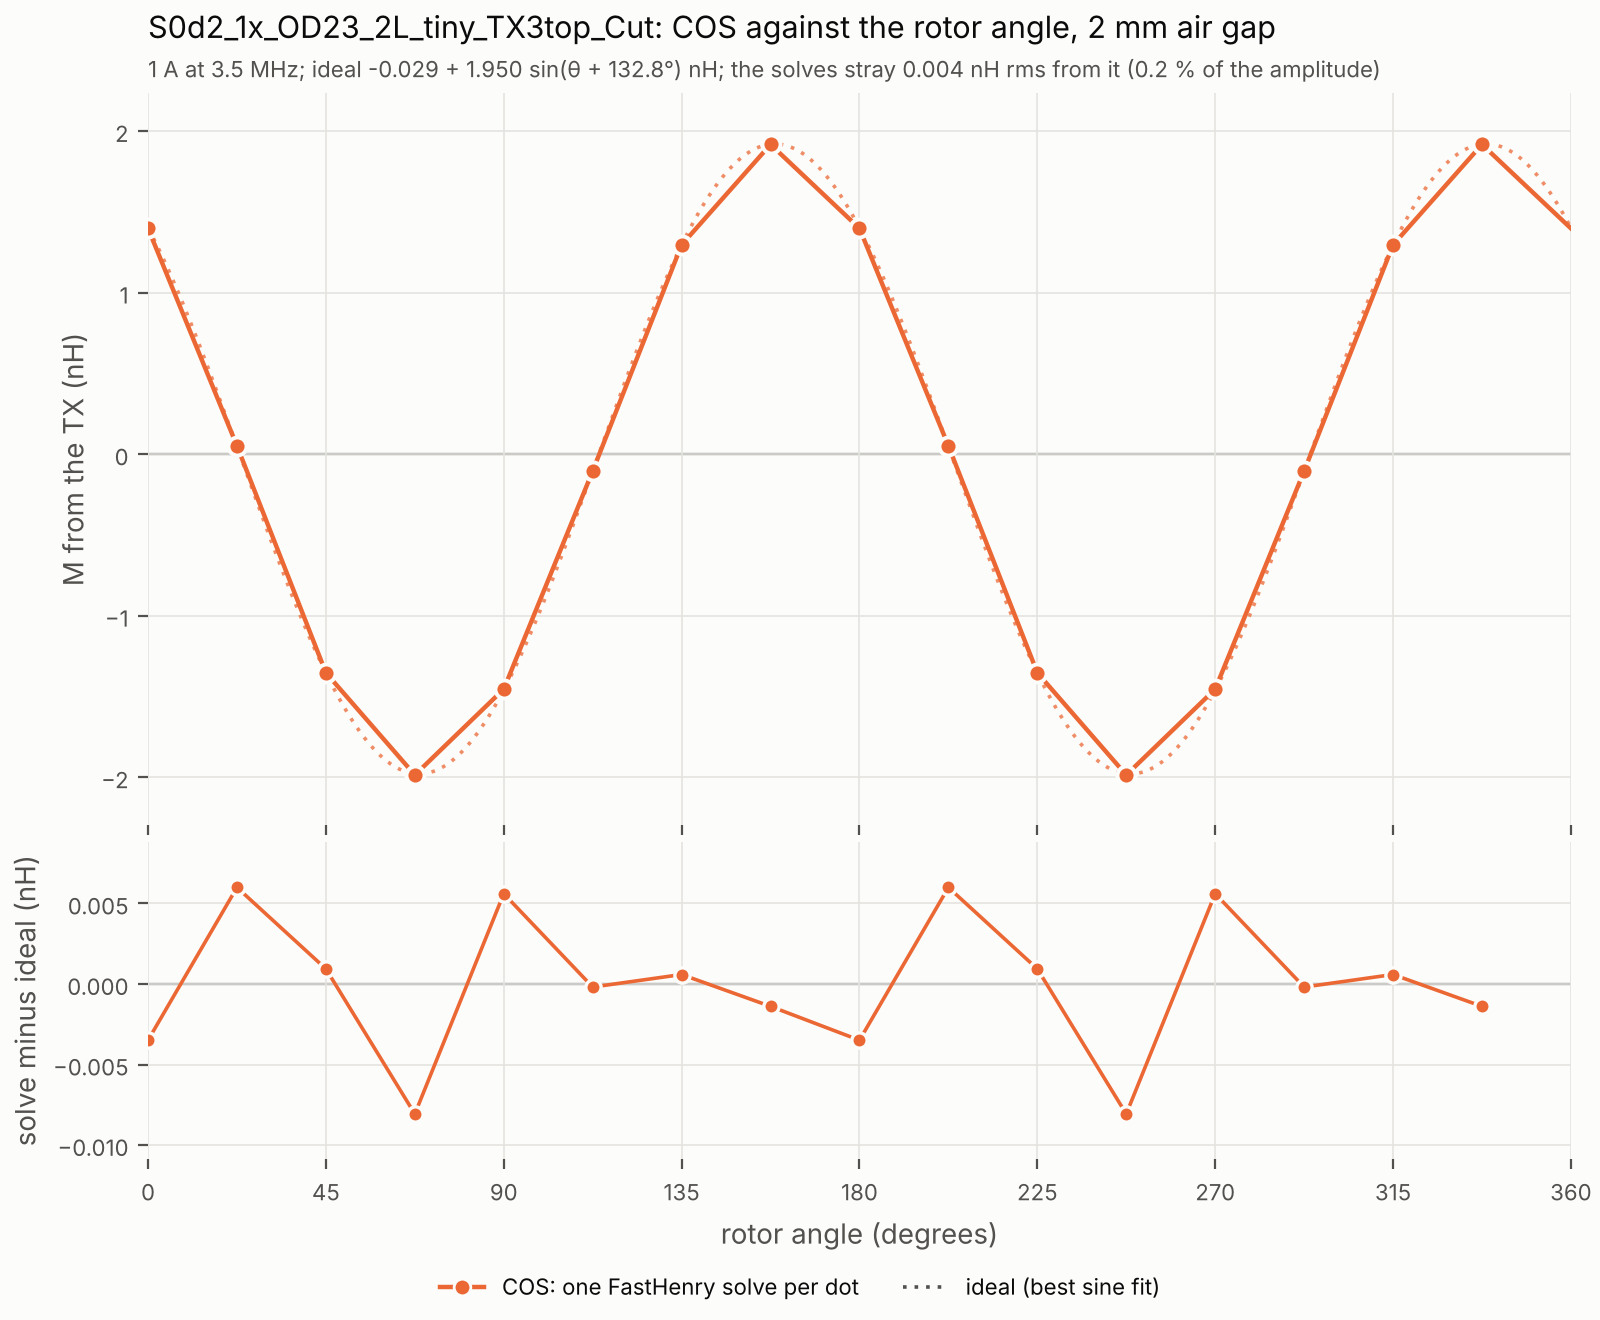 S0d2_1x_OD23_2L_tiny_TX3top_Cut: COS against the rotor angle, 2 mm air gap
1 A at 3.5 MHz; ideal -0.029 + 1.950 sin(θ + 132.8°) nH; the solves stray 0.004 nH rms from it (0.2 % of the amplitude)
M from the TX (nH)
2
1
0
−1
−2
solve minus ideal (nH)
0.005
0.000
−0.005
−0.010
0 45 90 135 180 225 270 315 360
rotor angle (degrees)
COS: one FastHenry solve per dot ideal (best sine fit)